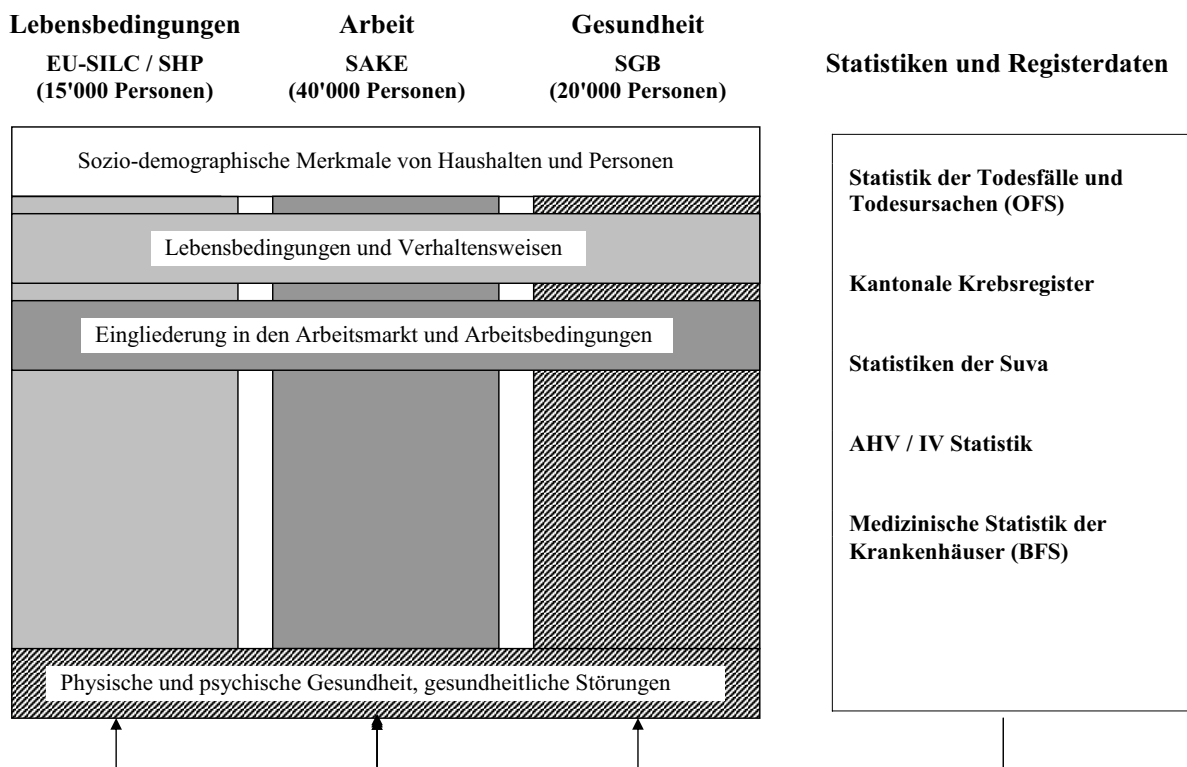 Lebensbedingungen
EU-SILC / SHP
(15'000 Personen)
Arbeit
SAKE
(40'000 Personen)
Gesundheit
SGB
(20'000 Personen)
Statistiken und Registerdaten
Sozio-demographische Merkmale von Haushalten und Personen
Lebensbedingungen und Verhaltensweisen
Eingliederung in den Arbeitsmarkt und Arbeitsbedingungen
Physische und psychische Gesundheit, gesundheitliche Störungen
Statistik der Todesfälle und
Todesursachen (OFS)
Kantonale Krebsregister
Statistiken der Suva
AHV / IV Statistik
Medizinische Statistik der
Krankenhäuser (BFS)